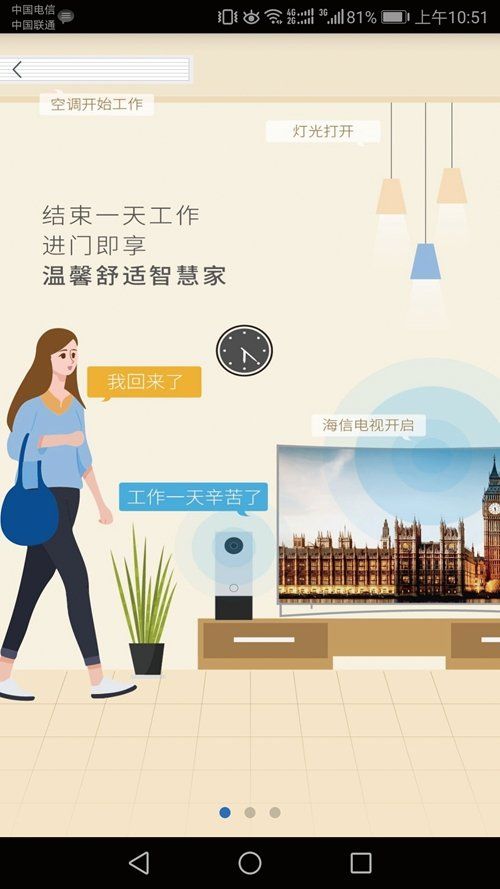 中国电信
中国联通
4G
2G
3G
81%
上午10:51
空调开始工作
灯光打开
结束一天工作
进门即享
温馨舒适智慧家
我回来了
海信电视开启
工作一天辛苦了